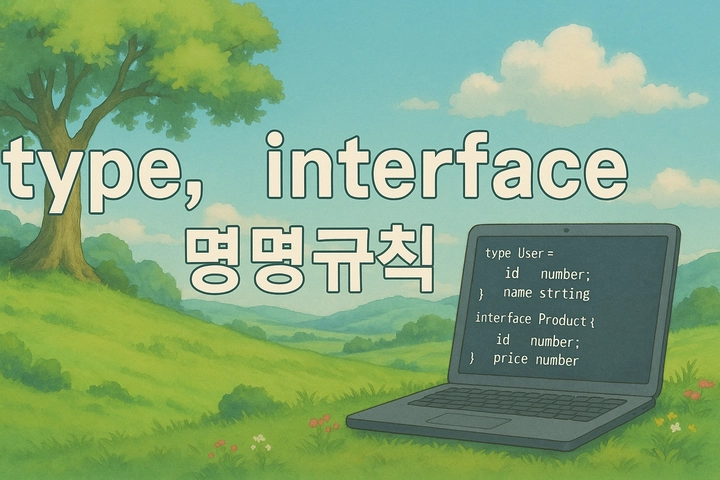 type, interface
명명규칙
type User =
id number;
} name strting
interface Product {
id number;
} price number